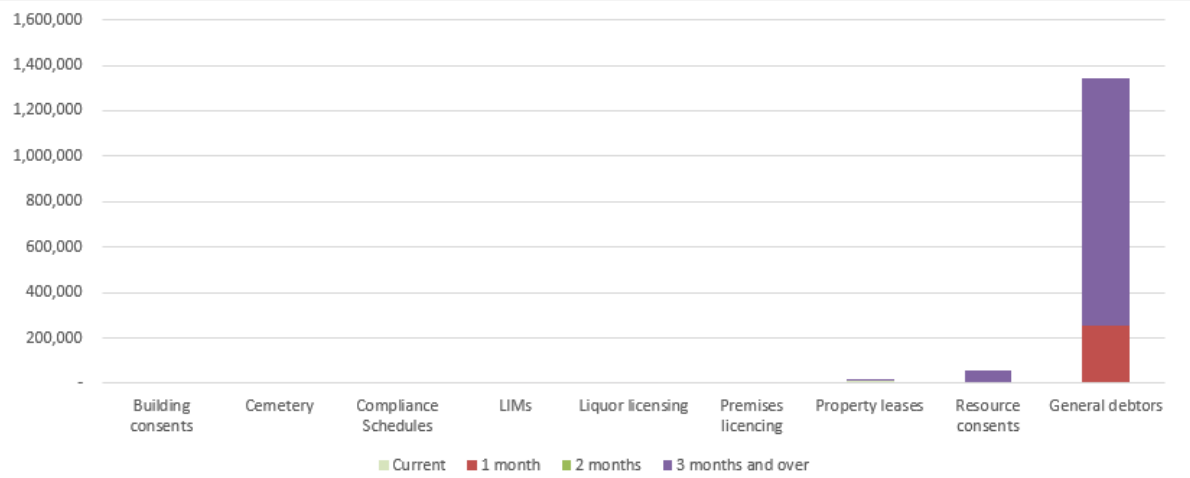 1,600,000
1,400,000
1,200,000
1,000,000
800,000
600,000
400,000
200,000
-
Building
consents
Cemetery
Compliance
Schedules
LIMs
Liquor licensing
Premises
licencing
Property leases
Resource
consents
General debtors
Current 1 month 2 months 3 months and over